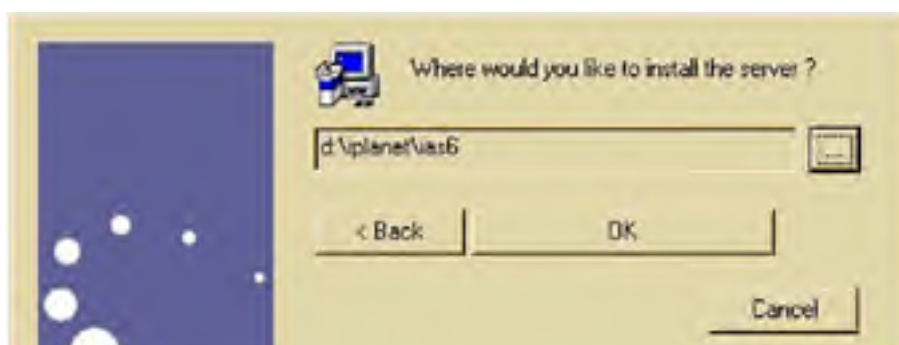 Where would you like to install the server ?
d:\iplanet\ias6
...
< Back
OK
Cancel